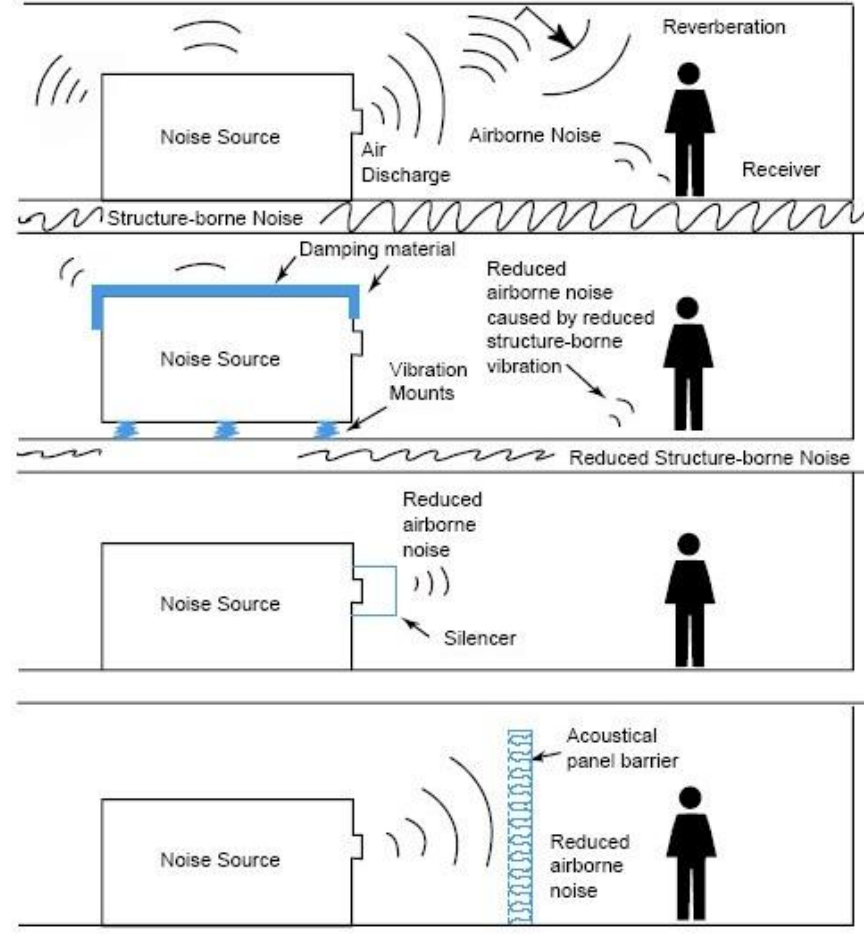 Reverberation
Noise Source
Air
Discharge
Airborne Noise
Receiver
Structure-borne Noise
Damping material
Noise Source
Vibration
Mounts
Reduced
airborne noise
caused by reduced
structure-borne
vibration
Reduced Structure-borne Noise
Reduced
airborne
noise
Noise Source
Silencer
Acoustical
panel barrier
Noise Source
Reduced
airborne
noise